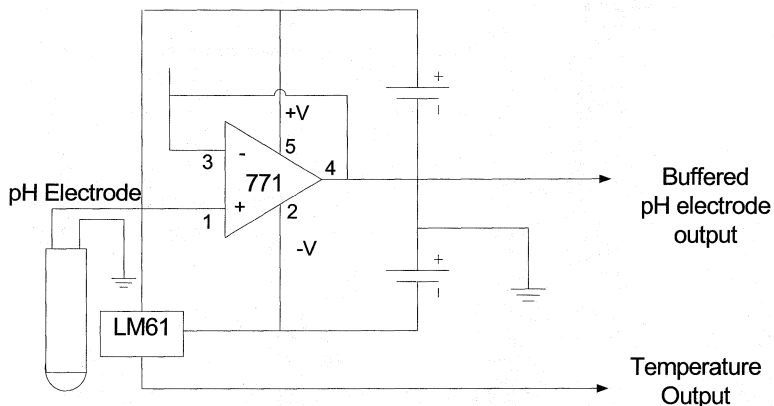 +
-
+V
3
-
5
771
4
pH Electrode
1
+
2
-V
Buffered
pH electrode
output
+
-
LM61
Temperature
Output